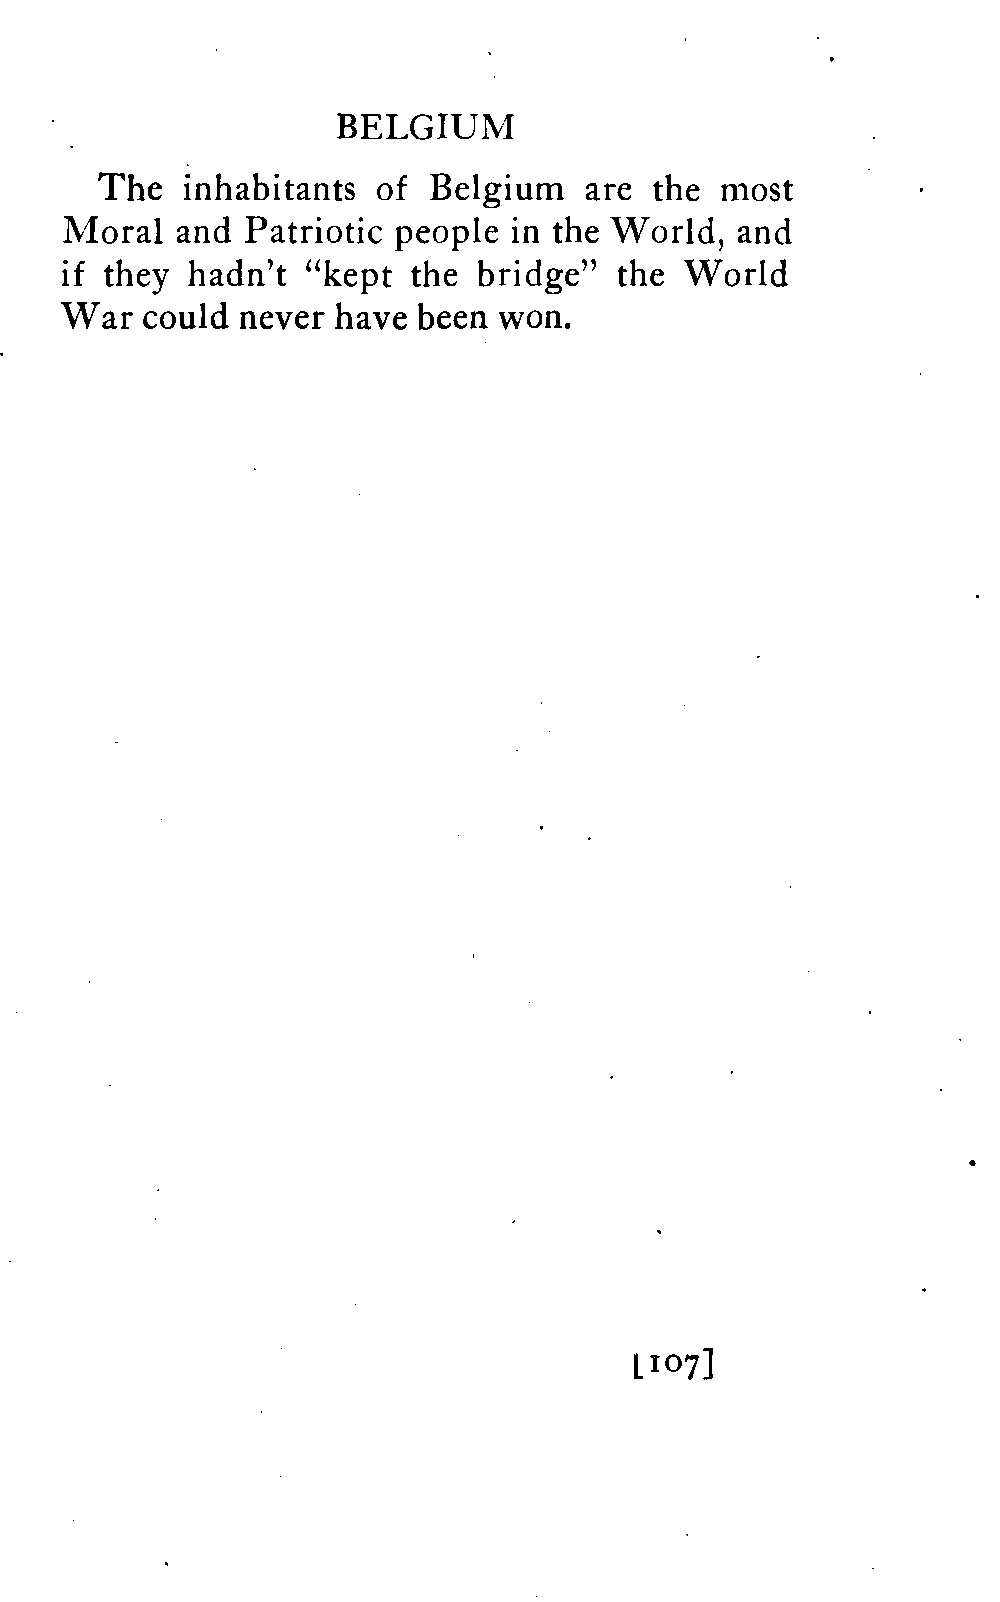 BELGIUM
The inhabitants of Belgium are the most
Moral and Patriotic people in the World, and
if they hadn't “kept the bridge” the World
War could never have been won.
[107]